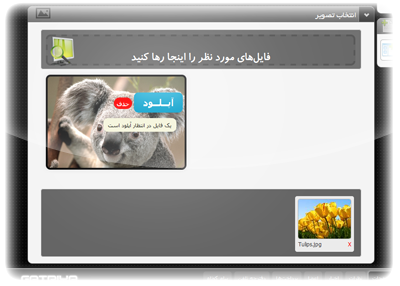 انتخاب تصویر
فایل‌های مورد نظر را اینجا رها کنید
آپـلـود
حذف
یک فایل در انتظار آپلود است
Tulips.jpg
X